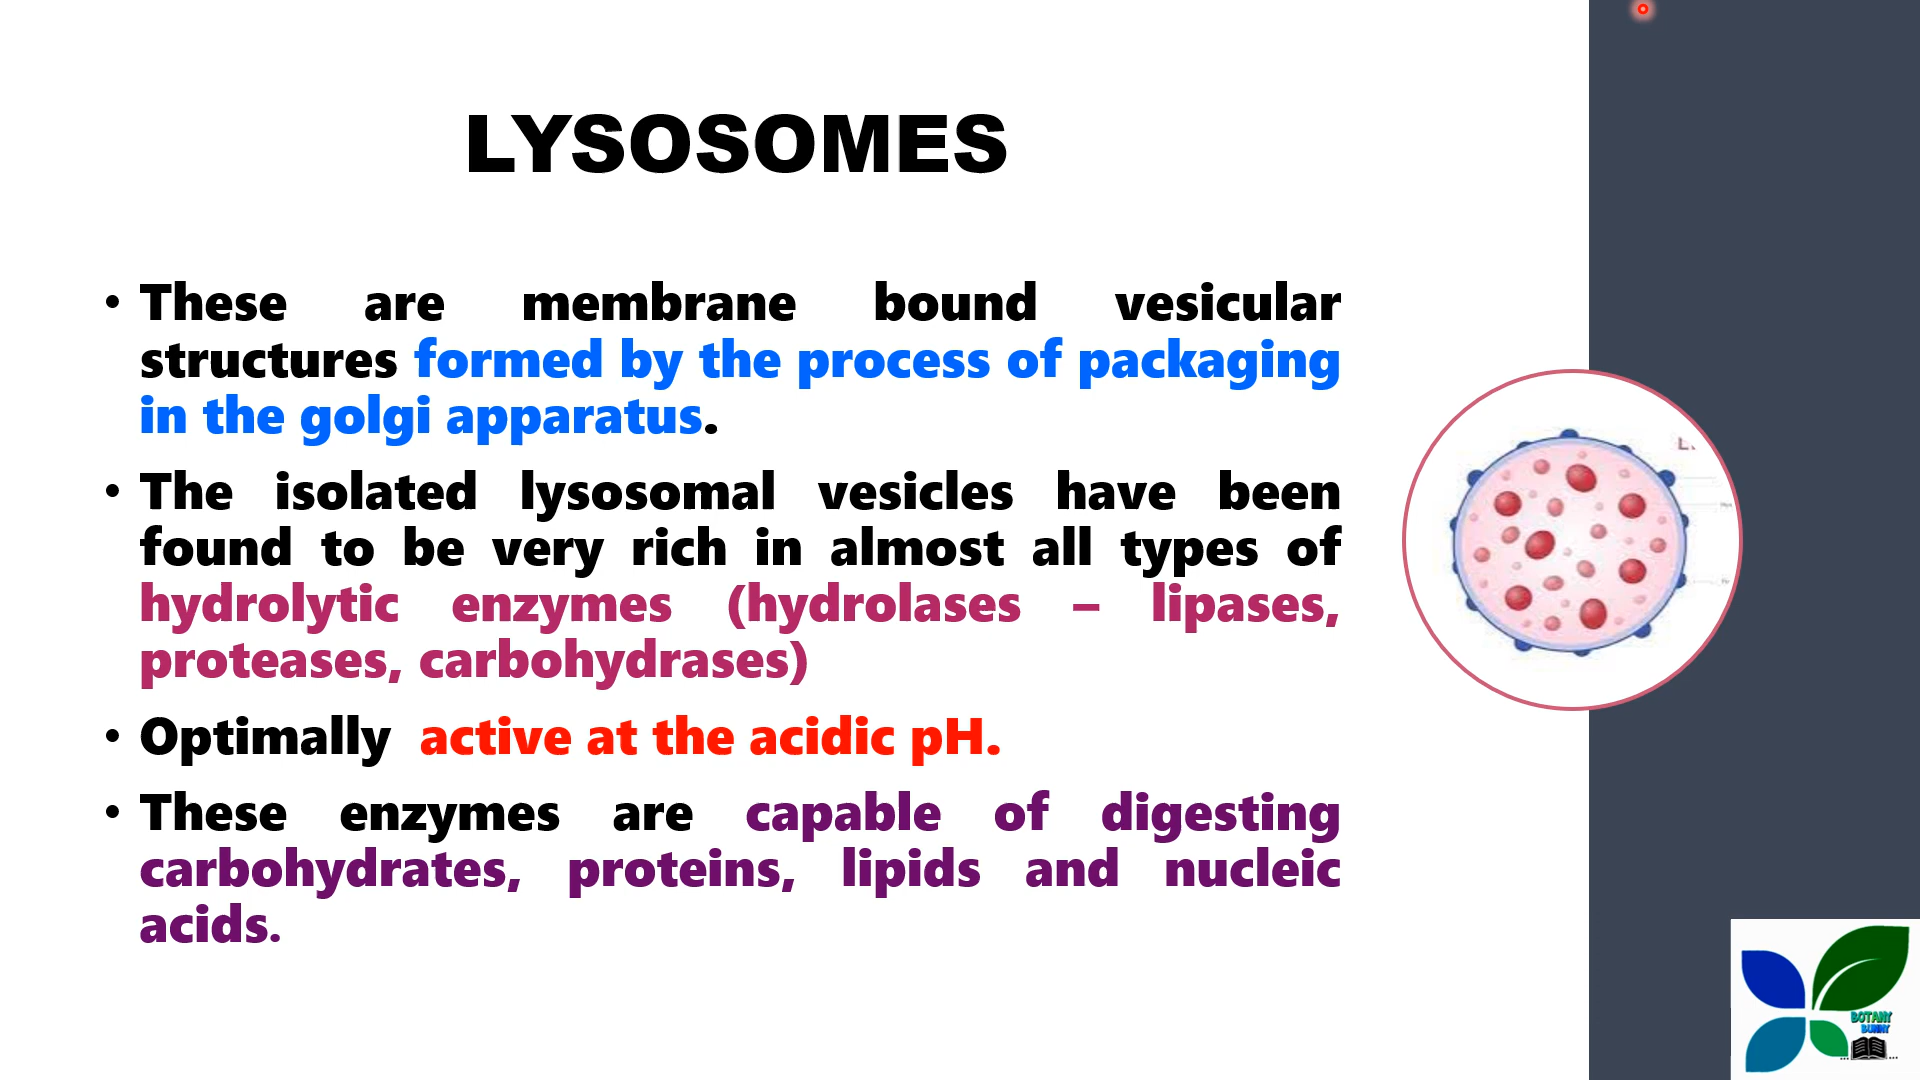 LYSOSOMES
• These are membrane bound vesicular
structures formed by the process of packaging
in the golgi apparatus.
• The isolated lysosomal vesicles have been
found to be very rich in almost all types of
hydrolytic enzymes (hydrolases – lipases,
proteases, carbohydrases)
• Optimally active at the acidic pH.
• These enzymes are capable of digesting
carbohydrates, proteins, lipids and nucleic
acids.
BOTANY
BUNNY